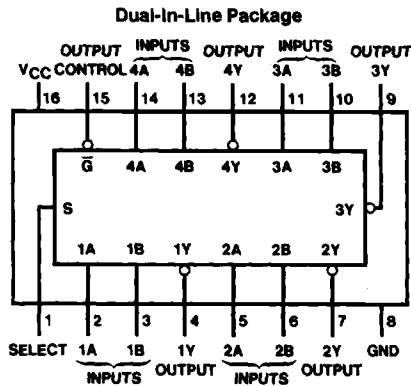 Dual-In-Line Package
OUTPUT INPUTS OUTPUT INPUTS OUTPUT
VCC CONTROL 4A 4B 4Y 3A 3B 3Y
16 15 14 13 12 11 10 9
G̅ 4A 4B 4Y 3A 3B
S 3Y
1A 1B 1Y 2A 2B 2Y
1 2 3 4 5 6 7 8
SELECT 1A 1B 1Y 2A 2B 2Y GND
INPUTS OUTPUT INPUTS OUTPUT